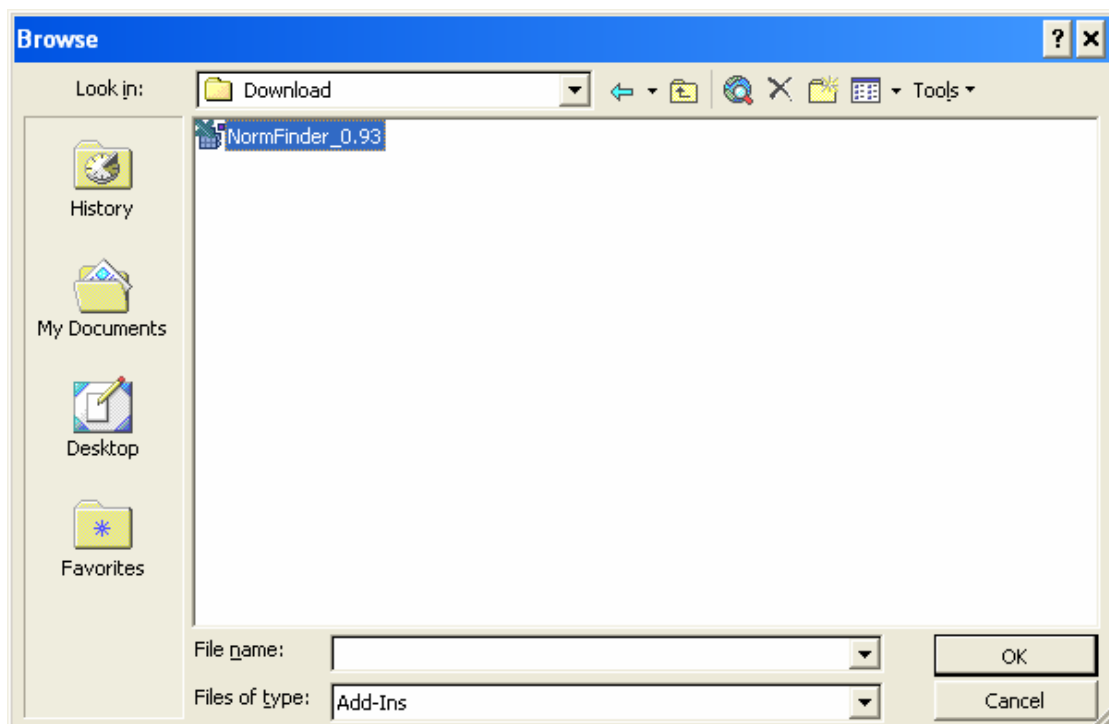 Browse
?
Look in:
Download
Tools
NormFinder_0.93
History
My Documents
Desktop
Favorites
File name:
OK
Files of type:
Add-Ins
Cancel